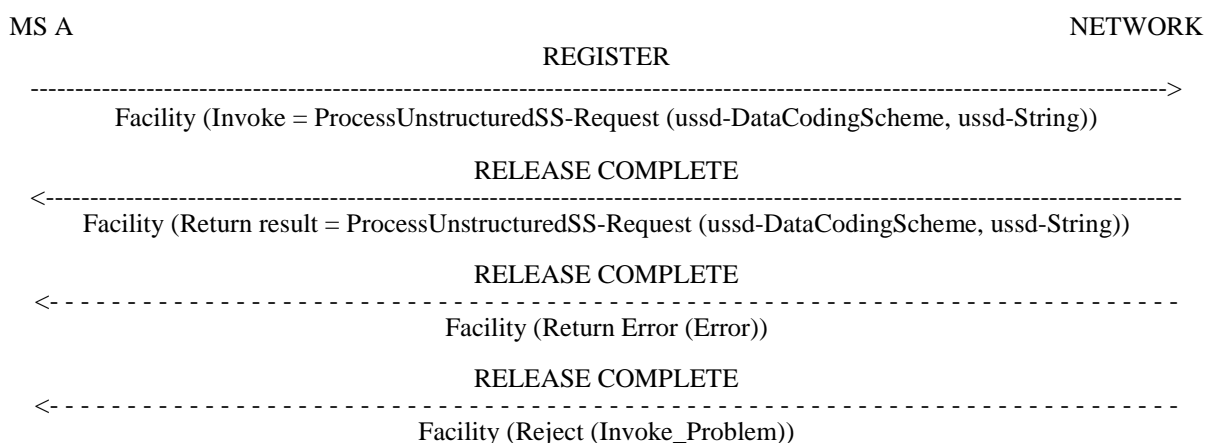 MS A NETWORK
REGISTER
Facility (Invoke = ProcessUnstructuredSS-Request (ussd-DataCodingScheme, ussd-String))
RELEASE COMPLETE
Facility (Return result = ProcessUnstructuredSS-Request (ussd-DataCodingScheme, ussd-String))
RELEASE COMPLETE
Facility (Return Error (Error))
RELEASE COMPLETE
Facility (Reject (Invoke_Problem))